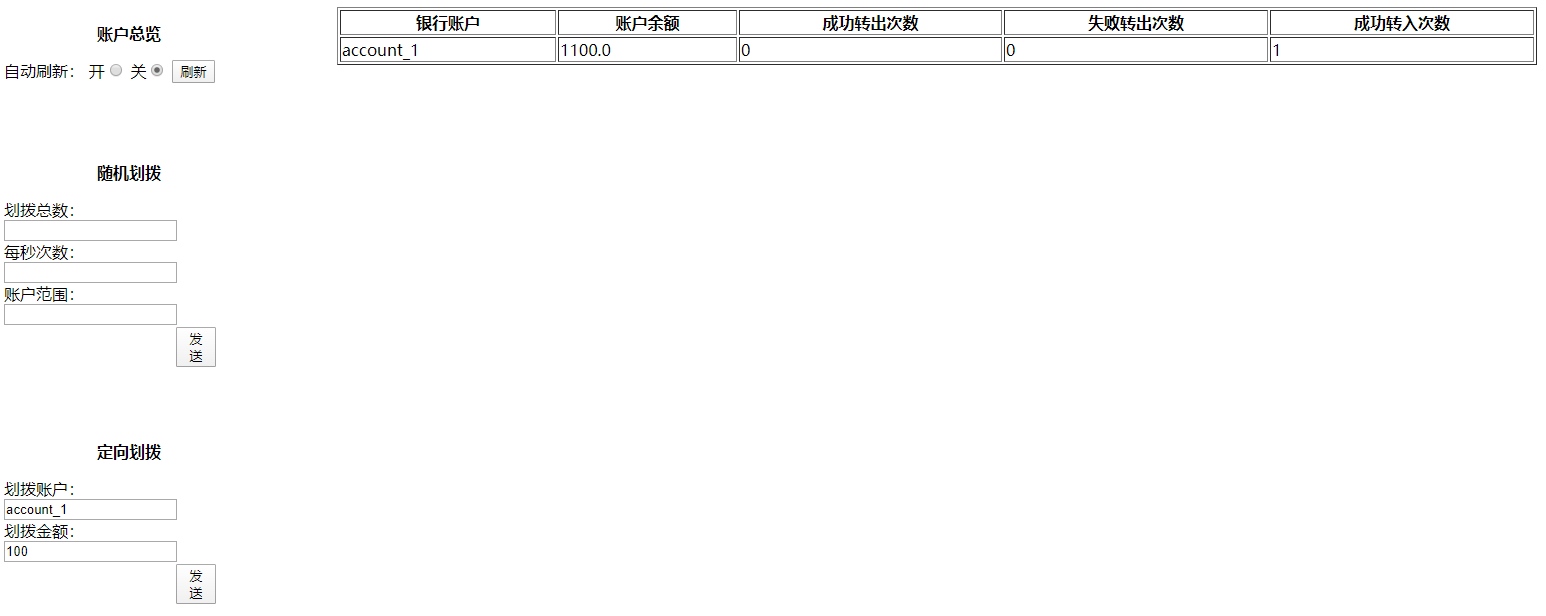 账户总览
自动刷新： 开 关 刷新
随机划拨
划拨总数：
每秒次数：
账户范围：
发
送
定向划拨
划拨账户：
account_1
划拨金额：
100
发
送
银行账户 账户余额 成功转出次数 失败转出次数 成功转入次数
account_1 1100.0 0 0 1